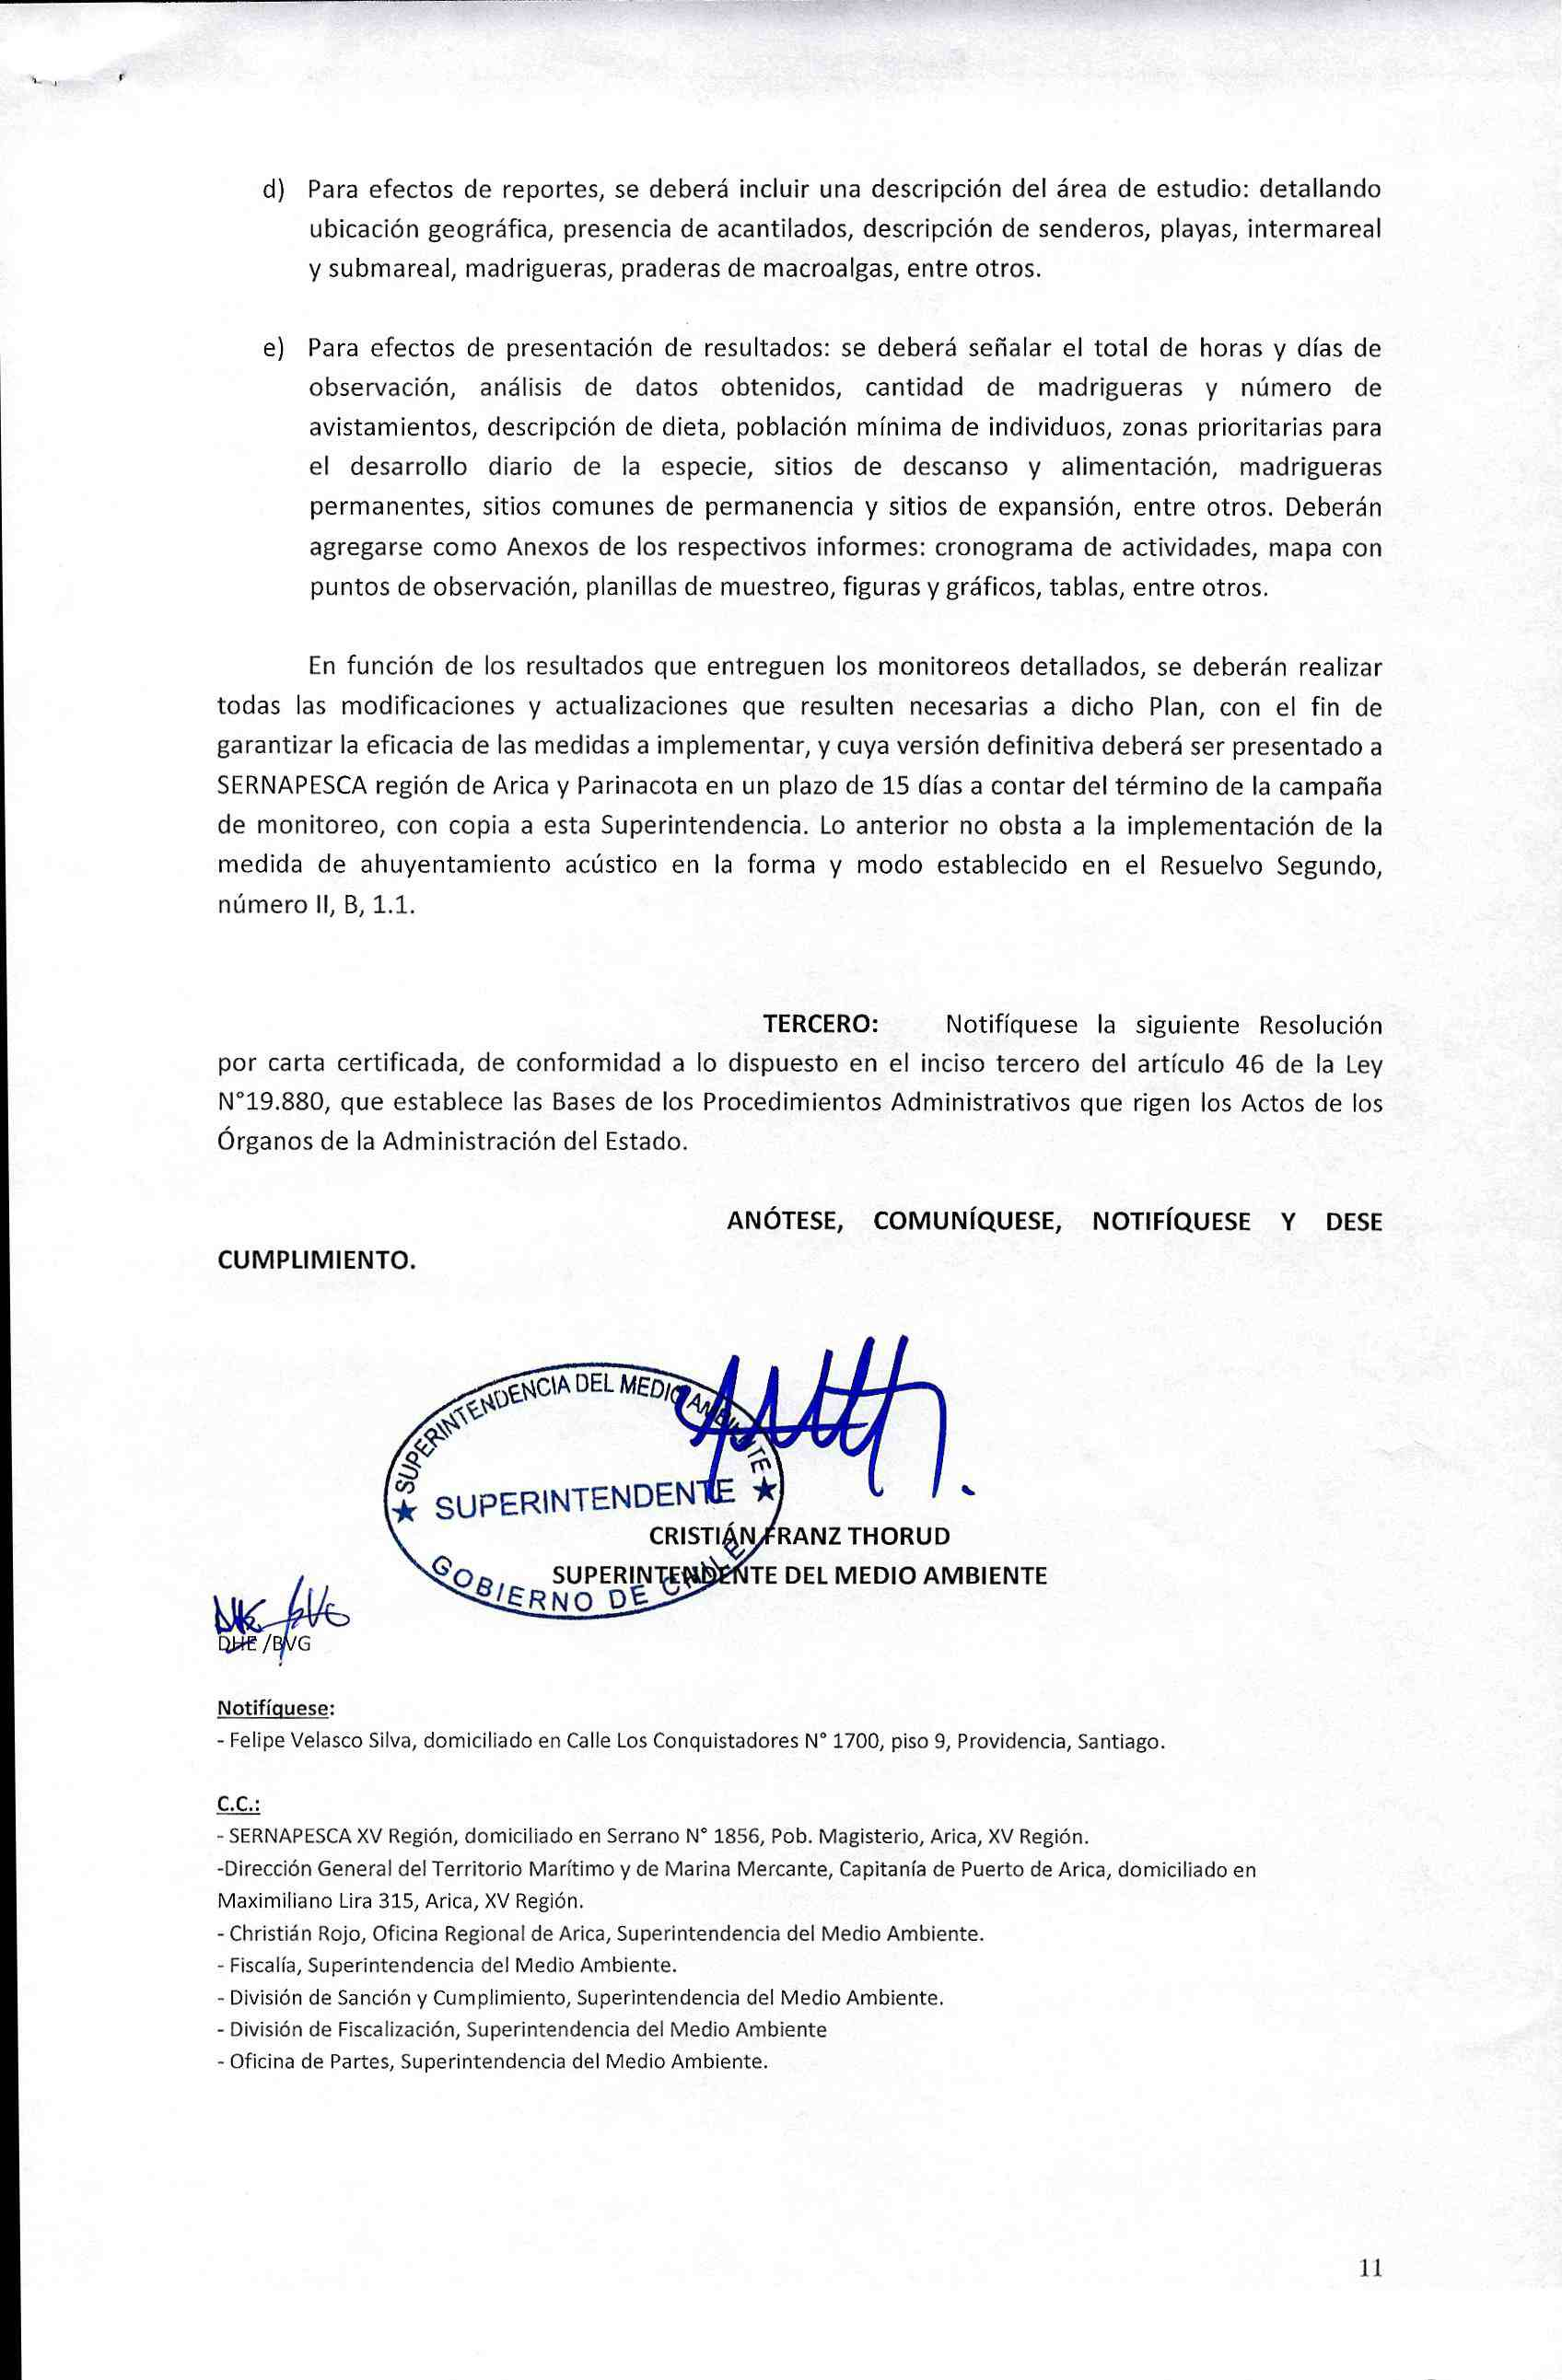 d) Para efectos de reportes, se deberá incluir una descripción del área de estudio: detallando
ubicación geográfica, presencia de acantilados, descripción de senderos, playas, intermareal
y submareal, madrigueras, praderas de macroalgas, entre otros.
e) Para efectos de presentación de resultados: se deberá señalar el total de horas y días de
observación, análisis de datos obtenidos, cantidad de madrigueras y número de
avistamientos, descripción de dieta, población mínima de individuos, zonas prioritarias para
el desarrollo diario de la especie, sitios de descanso y alimentación, madrigueras
permanentes, sitios comunes de permanencia y sitios de expansión, entre otros. Deberán
agregarse como Anexos de los respectivos informes: cronograma de actividades, mapa con
puntos de observación, planillas de muestreo, figuras y gráficos, tablas, entre otros.
En función de los resultados que entreguen los monitoreos detallados, se deberán realizar
todas las modificaciones y actualizaciones que resulten necesarias a dicho Plan, con el fin de
garantizar la eficacia de las medidas a implementar, y cuya versión definitiva deberá ser presentado a
SERNAPESCA región de Arica y Parinacota en un plazo de 15 días a contar del término de la campaña
de monitoreo, con copia a esta Superintendencia. Lo anterior no obsta a la implementación de la
medida de ahuyentamiento acústico en la forma y modo establecido en el Resuelvo Segundo,
número II, B, 1.1.
TERCERO: Notifíquese la siguiente Resolución
por carta certificada, de conformidad a lo dispuesto en el inciso tercero del artículo 46 de la Ley
N°19.880, que establece las Bases de los Procedimientos Administrativos que rigen los Actos de los
Órganos de la Administración del Estado.
ANÓTESE, COMUNÍQUESE, NOTIFÍQUESE Y DESE
CUMPLIMIENTO.
SUPERINTENDENCIA DEL MEDIO AMBIENTE
★ SUPERINTENDENTE ★
GOBIERNO DE CHILE
CRISTIÁN FRANZ THORUD
SUPERINTENDENTE DEL MEDIO AMBIENTE
DHE /BVG
Notifíquese:
- Felipe Velasco Silva, domiciliado en Calle Los Conquistadores N° 1700, piso 9, Providencia, Santiago.
C.C.:
- SERNAPESCA XV Región, domiciliado en Serrano N° 1856, Pob. Magisterio, Arica, XV Región.
-Dirección General del Territorio Marítimo y de Marina Mercante, Capitanía de Puerto de Arica, domiciliado en
Maximiliano Lira 315, Arica, XV Región.
- Christián Rojo, Oficina Regional de Arica, Superintendencia del Medio Ambiente.
- Fiscalía, Superintendencia del Medio Ambiente.
- División de Sanción y Cumplimiento, Superintendencia del Medio Ambiente.
- División de Fiscalización, Superintendencia del Medio Ambiente
- Oficina de Partes, Superintendencia del Medio Ambiente.
11